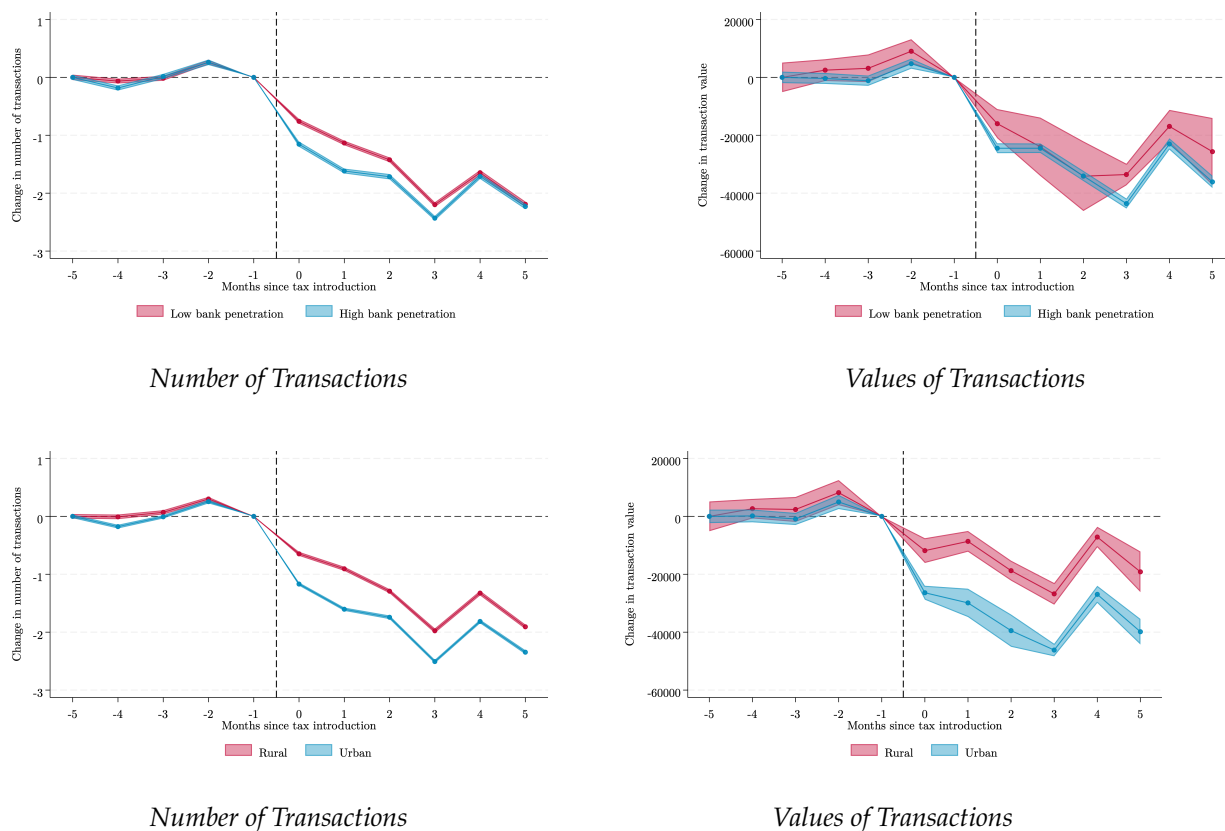 Change in number of transactions
1
0
-1
-2
-3
-5 -4 -3 -2 -1 0 1 2 3 4 5
Months since tax introduction
Low bank penetration High bank penetration
Number of Transactions
Change in transaction value
20000
0
-20000
-40000
-60000
-5 -4 -3 -2 -1 0 1 2 3 4 5
Months since tax introduction
Low bank penetration High bank penetration
Values of Transactions
Change in number of transactions
1
0
-1
-2
-3
-5 -4 -3 -2 -1 0 1 2 3 4 5
Months since tax introduction
Rural Urban
Number of Transactions
Change in transaction value
20000
0
-20000
-40000
-60000
-5 -4 -3 -2 -1 0 1 2 3 4 5
Months since tax introduction
Rural Urban
Values of Transactions